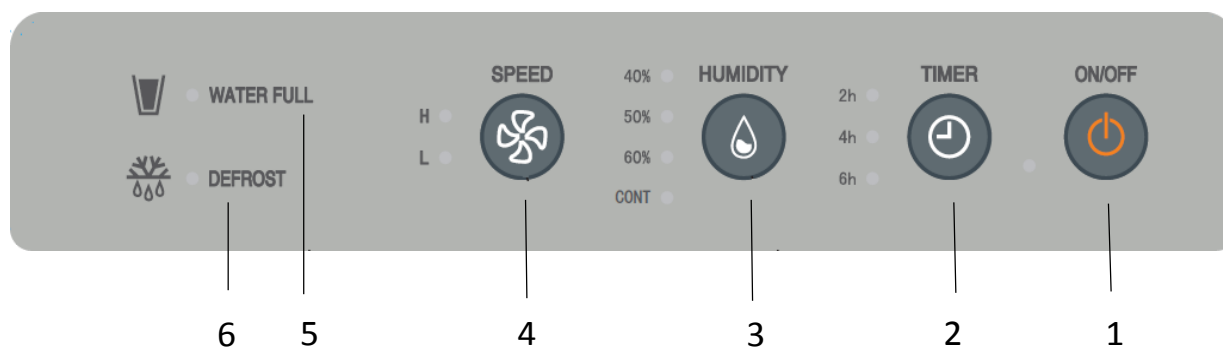 SPEED
40%
HUMIDITY
TIMER
ON/OFF
WATER FULL
H
50%
2h
L
60%
4h
DEFROST
CONT
6h
6 5 4 3 2 1